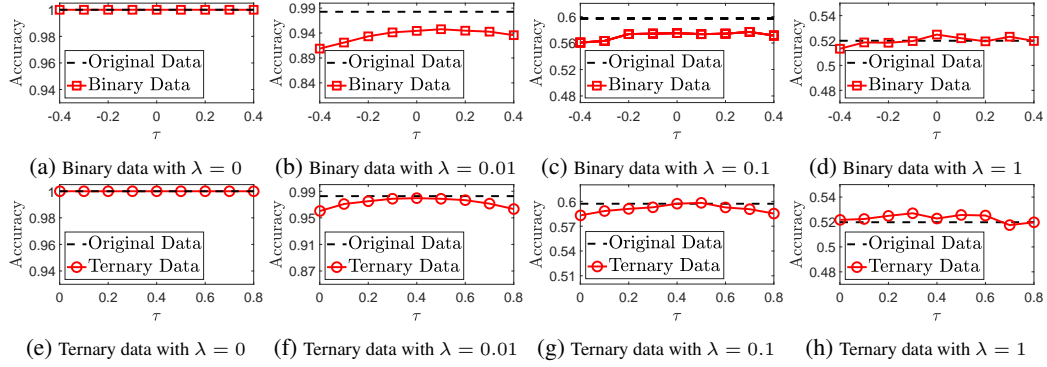 Accuracy
1
0.98
0.96
0.94
Original Data
Binary Data
-0.4 -0.2 0 0.2 0.4
τ
(a) Binary data with λ = 0
Accuracy
0.99
0.94
0.89
0.84
Original Data
Binary Data
-0.4 -0.2 0 0.2 0.4
τ
(b) Binary data with λ = 0.01
Accuracy
0.6
0.56
0.52
0.48
Original Data
Binary Data
-0.4 -0.2 0 0.2 0.4
τ
(c) Binary data with λ = 0.1
Accuracy
0.54
0.52
0.5
0.48
Original Data
Binary Data
-0.4 -0.2 0 0.2 0.4
τ
(d) Binary data with λ = 1
Accuracy
1
0.98
0.96
0.94
Original Data
Ternary Data
0 0.2 0.4 0.6 0.8
τ
(e) Ternary data with λ = 0
Accuracy
0.99
0.95
0.91
0.87
Original Data
Ternary Data
0 0.2 0.4 0.6 0.8
τ
(f) Ternary data with λ = 0.01
Accuracy
0.6
0.57
0.54
0.51
Original Data
Ternary Data
0 0.2 0.4 0.6 0.8
τ
(g) Ternary data with λ = 0.1
Accuracy
0.54
0.52
0.5
0.48
Original Data
Ternary Data
0 0.2 0.4 0.6 0.8
τ
(h) Ternary data with λ = 1